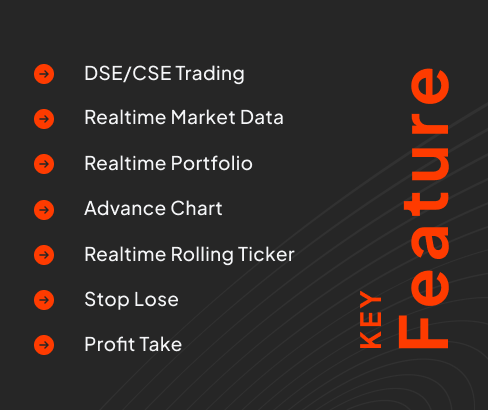 DSE/CSE Trading
Realtime Market Data
Realtime Portfolio
Advance Chart
Realtime Rolling Ticker
Stop Lose
Profit Take
KEY
Feature